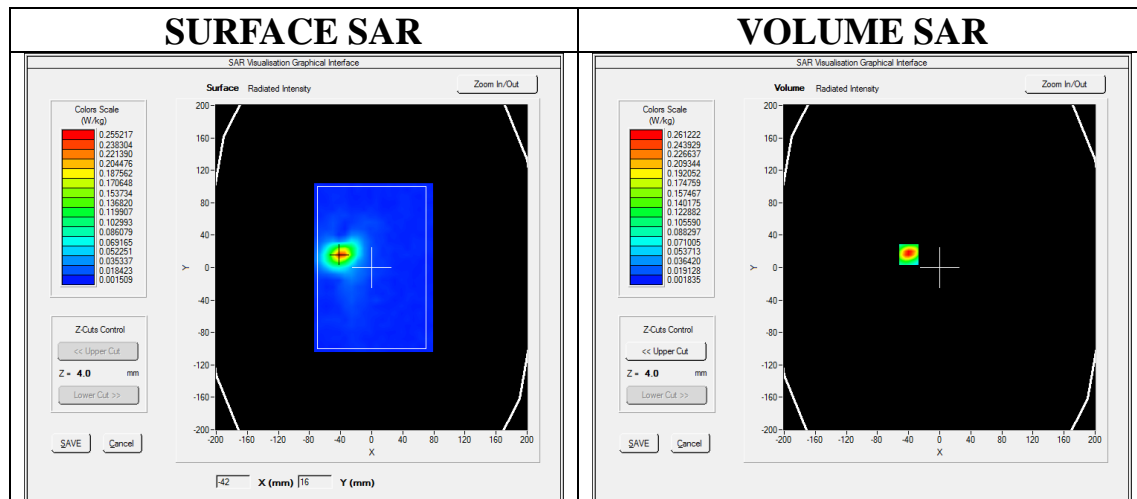 SURFACE SAR
SAR Visualisation Graphical Interface
Surface Radiated Intensity
Zoom In/Out
Colors Scale
(W/kg)
0.255217
0.238304
0.221390
0.204476
0.187562
0.170648
0.153734
0.136820
0.119907
0.102993
0.086079
0.069165
0.052251
0.035337
0.018423
0.001509
Z-Cuts Control
<< Upper Cut
Z = 4.0 mm
Lower Cut >>
SAVE Cancel
200
160
120
80
40
0
-40
-80
-120
-160
-200
Y
-200 -160 -120 -80 -40 0 40 80 120 160 200
X
-42 X (mm) 16 Y (mm)
VOLUME SAR
SAR Visualisation Graphical Interface
Volume Radiated Intensity
Zoom In/Out
Colors Scale
(W/kg)
0.261222
0.243929
0.226637
0.209344
0.192052
0.174759
0.157467
0.140175
0.122882
0.105590
0.088297
0.071005
0.053713
0.036420
0.019128
0.001835
Z-Cuts Control
<< Upper Cut
Z = 4.0 mm
Lower Cut >>
SAVE Cancel
200
160
120
80
40
0
-40
-80
-120
-160
-200
Y
-200 -160 -120 -80 -40 0 40 80 120 160 200
X